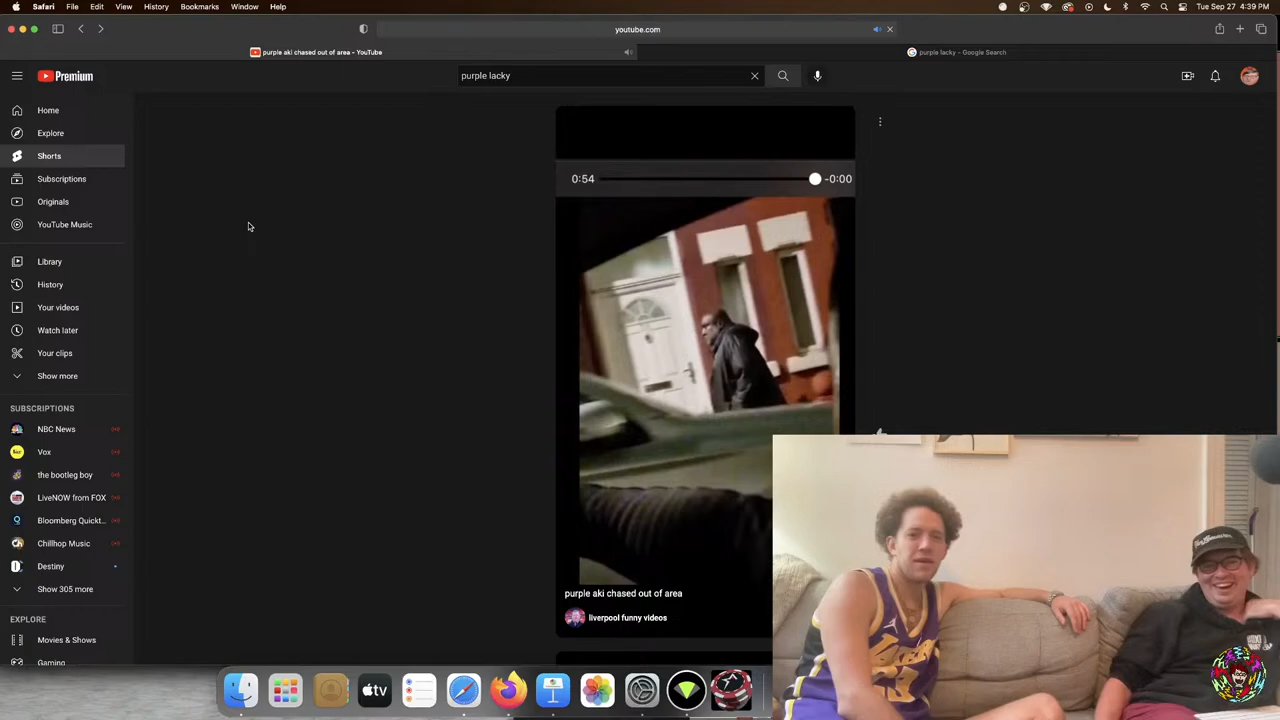 Safari File Edit View History Bookmarks Window Help
Tue Sep 27 4:39 PM
youtube.com
purple aki chased out of area - YouTube
purple lacky - Google Search
Premium
purple lacky
Home
Explore
Shorts
Subscriptions
Originals
YouTube Music
Library
History
Your videos
Watch later
Your clips
Show more
SUBSCRIPTIONS
NBC News
Vox
the bootleg boy
LiveNOW from FOX
Bloomberg Quickt...
Chillhop Music
Destiny
Show 305 more
EXPLORE
Movies & Shows
Gaming
0:54
-0:00
purple aki chased out of area
liverpool funny videos
tv